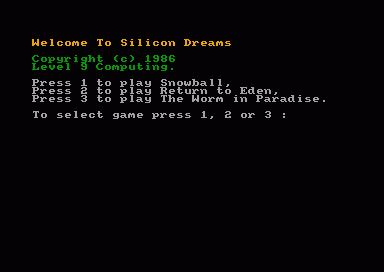 Welcome To Silicon Dreams
Copyright (c) 1986
Level 9 Computing.
Press 1 to play Snowball,
Press 2 to play Return to Eden,
Press 3 to play The Worm in Paradise.
To select game press 1, 2 or 3 :